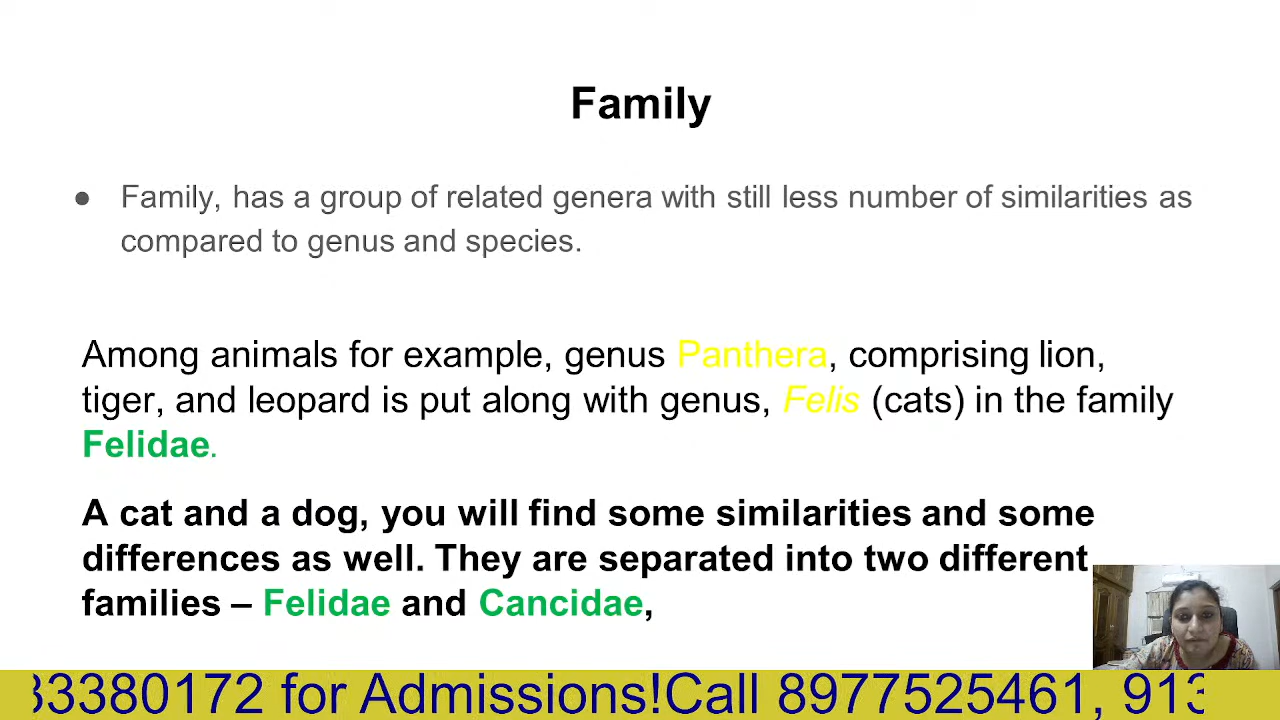 Family
● Family, has a group of related genera with still less number of similarities as
compared to genus and species.
Among animals for example, genus Panthera, comprising lion,
tiger, and leopard is put along with genus, Felis (cats) in the family
Felidae.
A cat and a dog, you will find some similarities and some
differences as well. They are separated into two different
families – Felidae and Cancidae,
33380172 for Admissions!Call 8977525461, 913